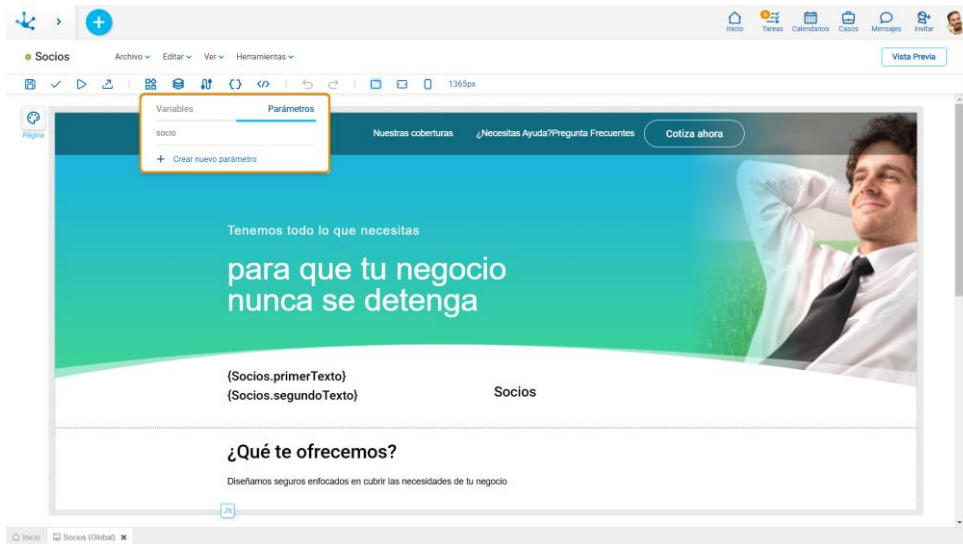 Inicio
Tareas
Calendarios
Casos
Mensajes
Invitar
Socios
Archivo
Editar
Ver
Herramientas
Vista Previa
1365px
Página
Variables
Parámetros
socio
+ Crear nuevo parámetro
Nuestras coberturas
¿Necesitas Ayuda?Pregunta Frecuentes
Cotiza ahora
Tenemos todo lo que necesitas
para que tu negocio
nunca se detenga
{Socios.primerTexto}
{Socios.segundoTexto}
Socios
¿Qué te ofrecemos?
Diseñamos seguros enfocados en cubrir las necesidades de tu negocio
Js
Inicio
Socios (Global)